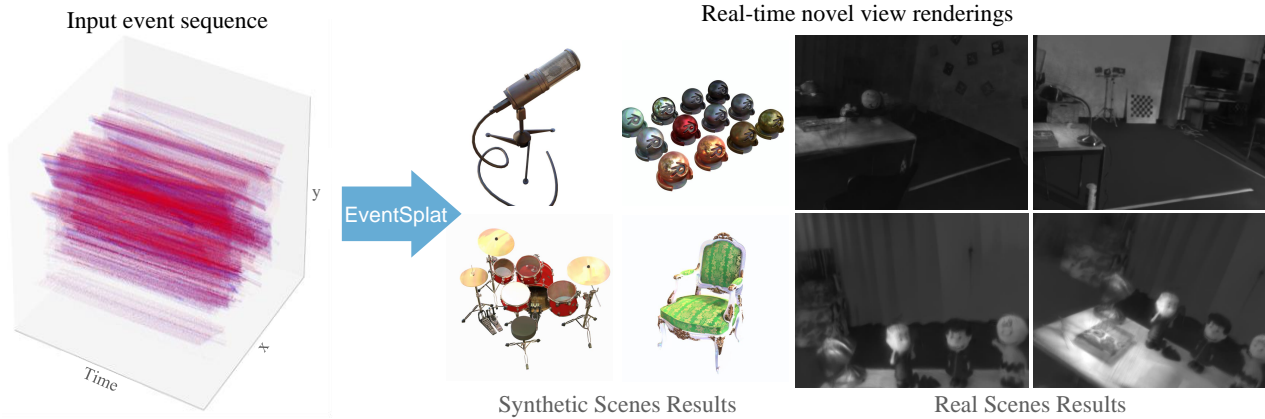 Input event sequence
Real-time novel view renderings
y
x
Time
EventSplat
Synthetic Scenes Results
Real Scenes Results